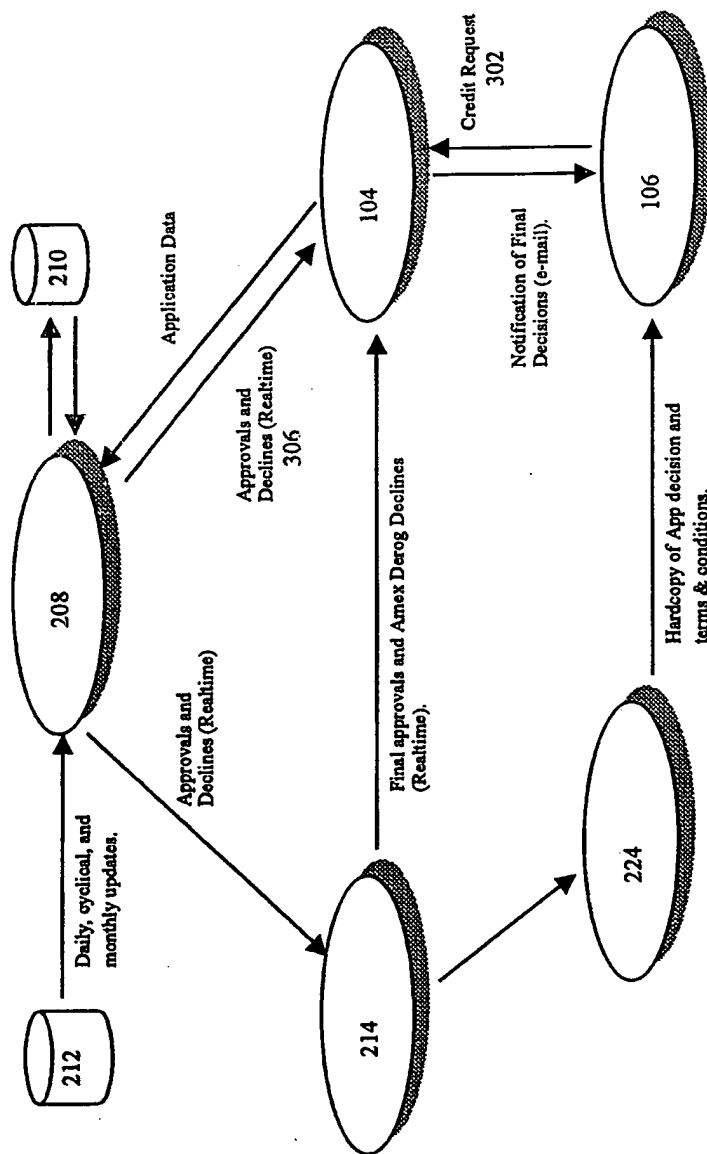 212
Daily, cyclical, and
monthly updates.
208
210
Approvals and
Declines (Realtime)
Approvals and
Declines (Realtime)
306
Application Data
214
Final approvals and Amex Derog Declines
(Realtime).
104
Credit Request
302
Notification of Final
Decisions (e-mail).
224
Hardcopy of App decision and
terms & conditions.
106